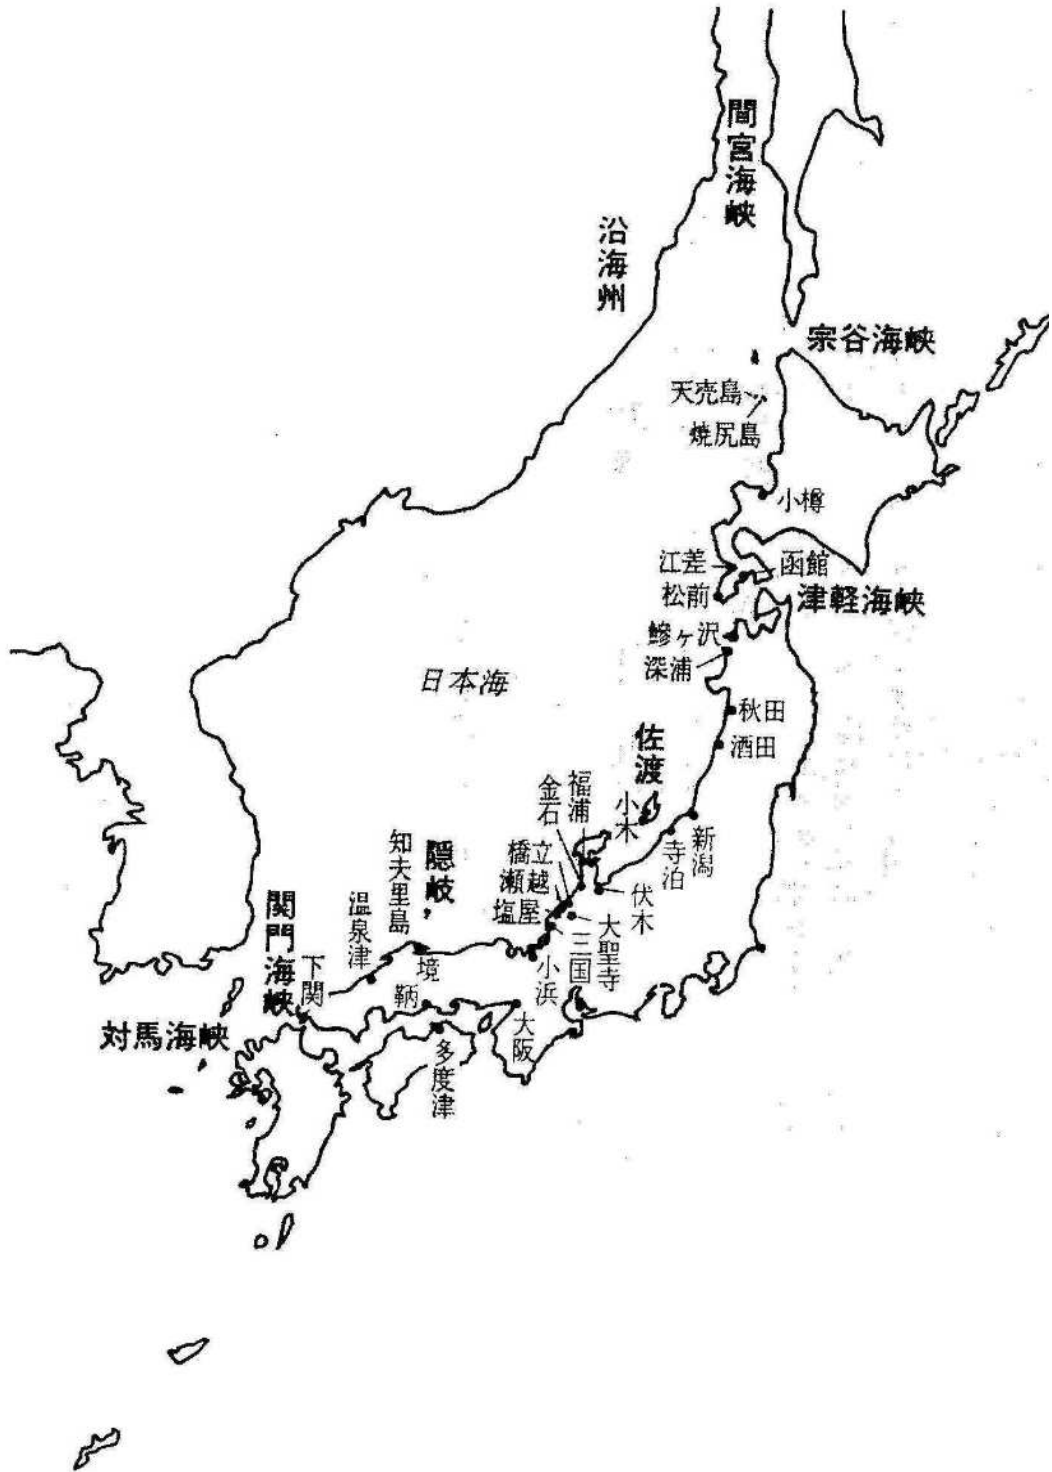 間宮海峡
沿海州
宗谷海峡
天売島
焼尻島
小樽
江差
函館
松前
津軽海峡
鰺ヶ沢
深浦
日本海
秋田
佐渡
酒田
福浦
金石
小木
新潟
寺泊
橋立
瀬越
塩屋
伏木
大聖寺
三国
小浜
隠岐
知夫里島
境
温泉津
関門海峡
下関
鞆
大阪
対馬海峡
多度津